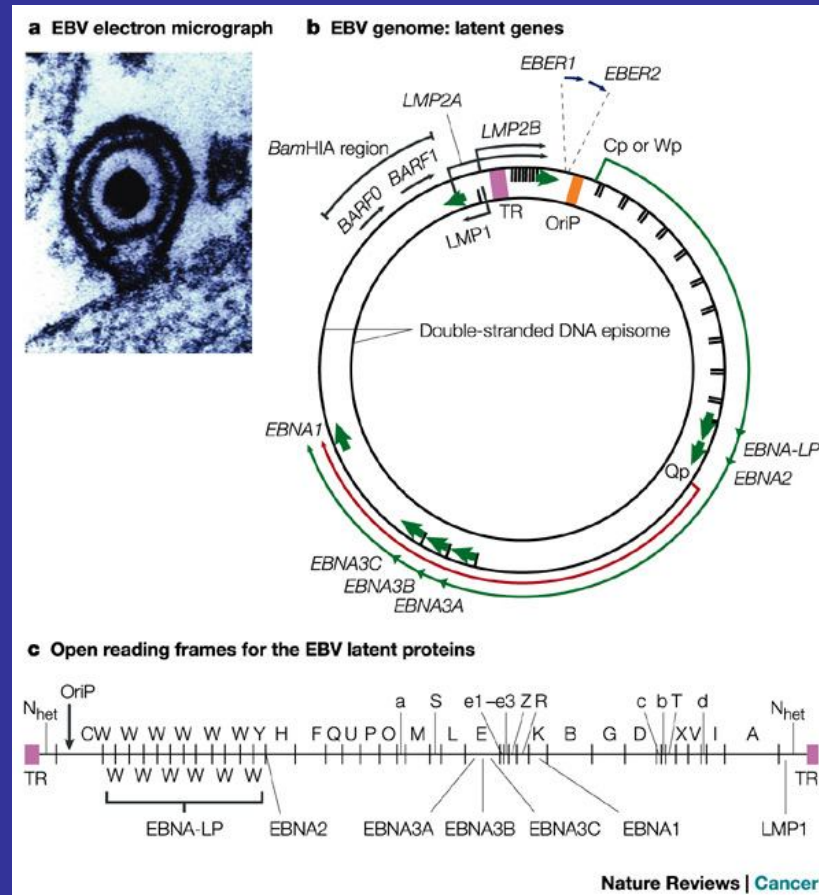 a EBV electron micrograph
b EBV genome: latent genes
EBER1
EBER2
LMP2A
LMP2B
Cp or Wp
BamHIA region
BARF1
BARF0
LMP1
TR
OriP
Double-stranded DNA episome
EBNA1
EBNA-LP
Qp
EBNA2
EBNA3C
EBNA3B
EBNA3A
c Open reading frames for the EBV latent proteins
OriP
a S e1–e3 Z R c b T d
Nhet Nhet
C W W W W W W Y H F Q U P O M L E K B G D X V I A
TR W W W W W TR
EBNA-LP EBNA2 EBNA3A EBNA3B EBNA3C EBNA1 LMP1
Nature Reviews | Cancer